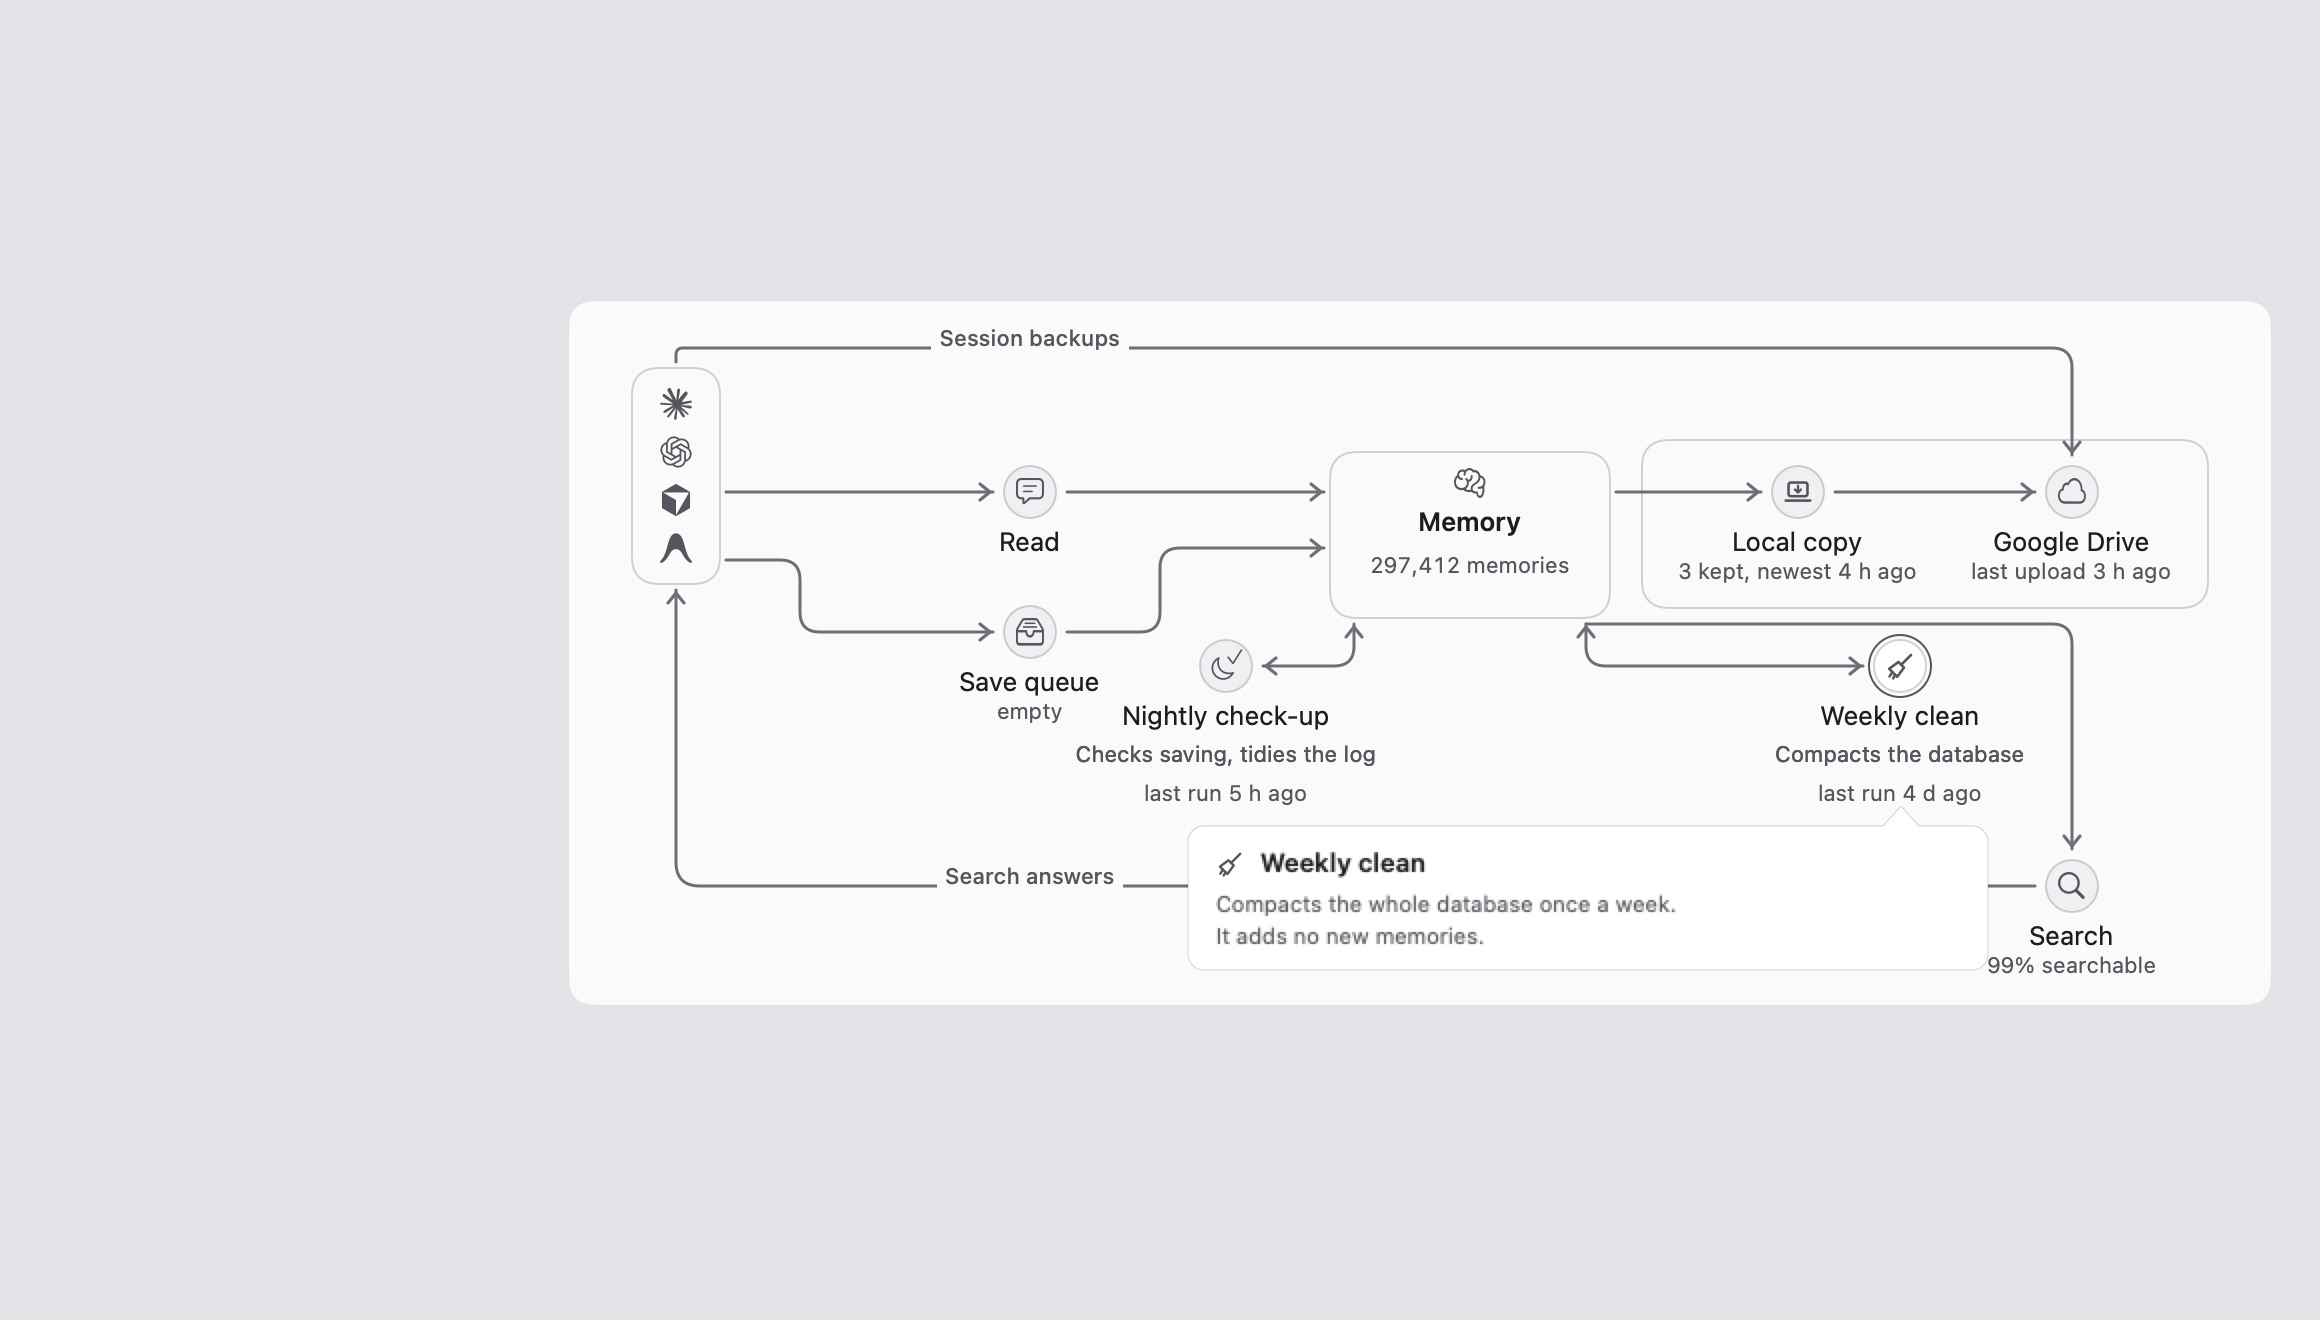 Session backups
Read
Memory
297,412 memories
Local copy
3 kept, newest 4 h ago
Google Drive
last upload 3 h ago
Save queue
empty
Nightly check-up
Checks saving, tidies the log
last run 5 h ago
Weekly clean
Compacts the database
last run 4 d ago
Search answers
Weekly clean
Compacts the whole database once a week.
It adds no new memories.
Search
99% searchable